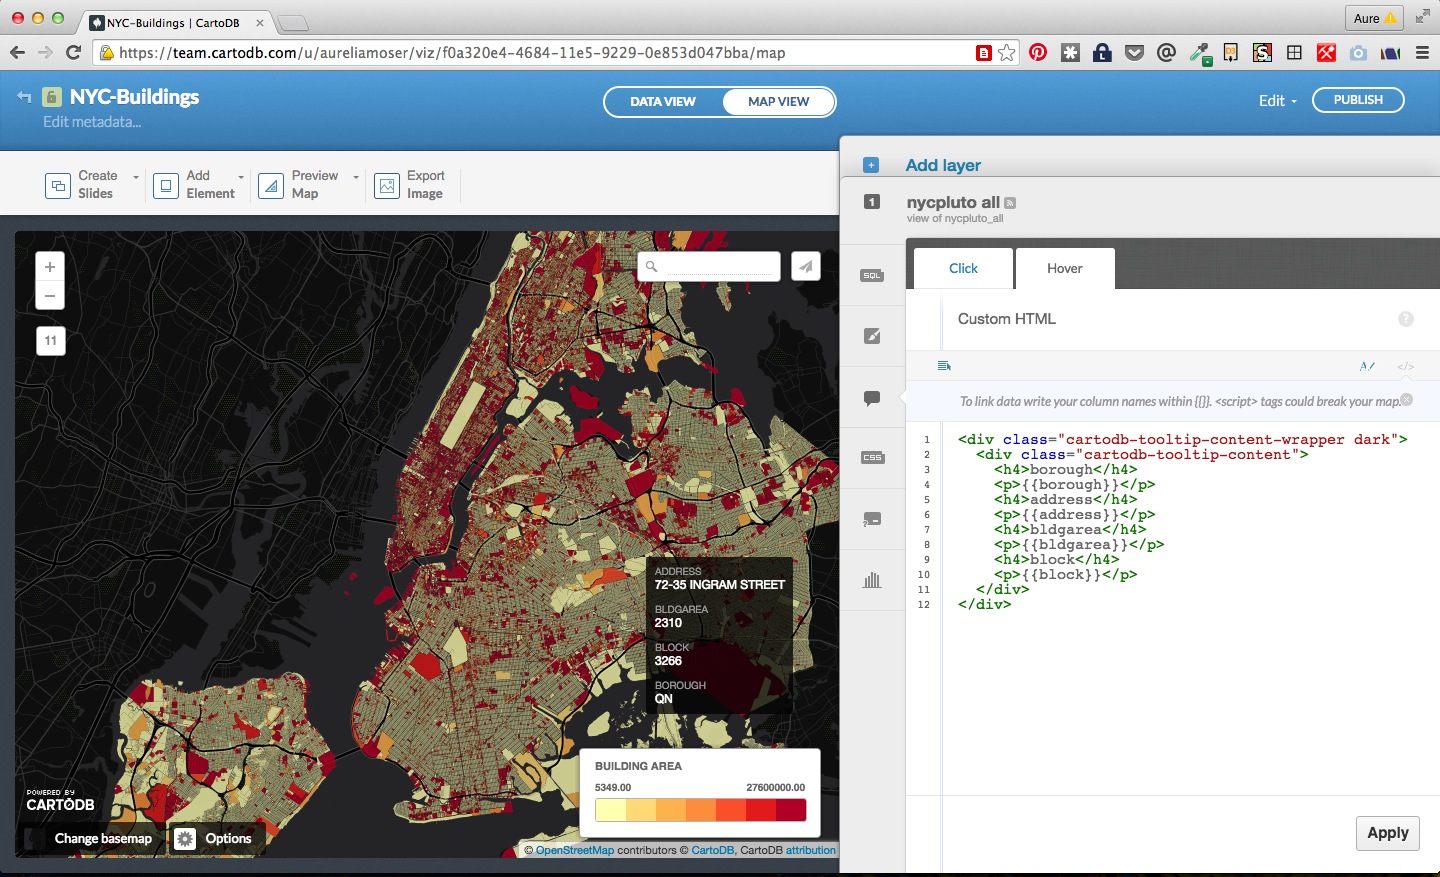 NYC-Buildings | CartoDB
Aure
https://team.cartodb.com/u/aureliamoser/viz/f0a320e4-4684-11e5-9229-0e853d047bba/map
NYC-Buildings
Edit metadata...
DATA VIEW
MAP VIEW
Edit
PUBLISH
Create Slides
Add Element
Preview Map
Export Image
Add layer
1
nycpluto all
view of nycpluto_all
SQL
CSS
Click
Hover
Custom HTML
?
A/
</>
To link data write your column names within {{}}. <script> tags could break your map.
1 <div class="cartodb-tooltip-content-wrapper dark">
2 <div class="cartodb-tooltip-content">
3 <h4>borough</h4>
4 <p>{{borough}}</p>
5 <h4>address</h4>
6 <p>{{address}}</p>
7 <h4>bldgarea</h4>
8 <p>{{bldgarea}}</p>
9 <h4>block</h4>
10 <p>{{block}}</p>
11 </div>
12 </div>
Apply
+
−
11
ADDRESS
72-35 INGRAM STREET
BLDGAREA
2310
BLOCK
3266
BOROUGH
QN
BUILDING AREA
5349.00 27600000.00
POWERED BY
CARTODB
Change basemap
Options
© OpenStreetMap contributors © CartoDB, CartoDB attribution